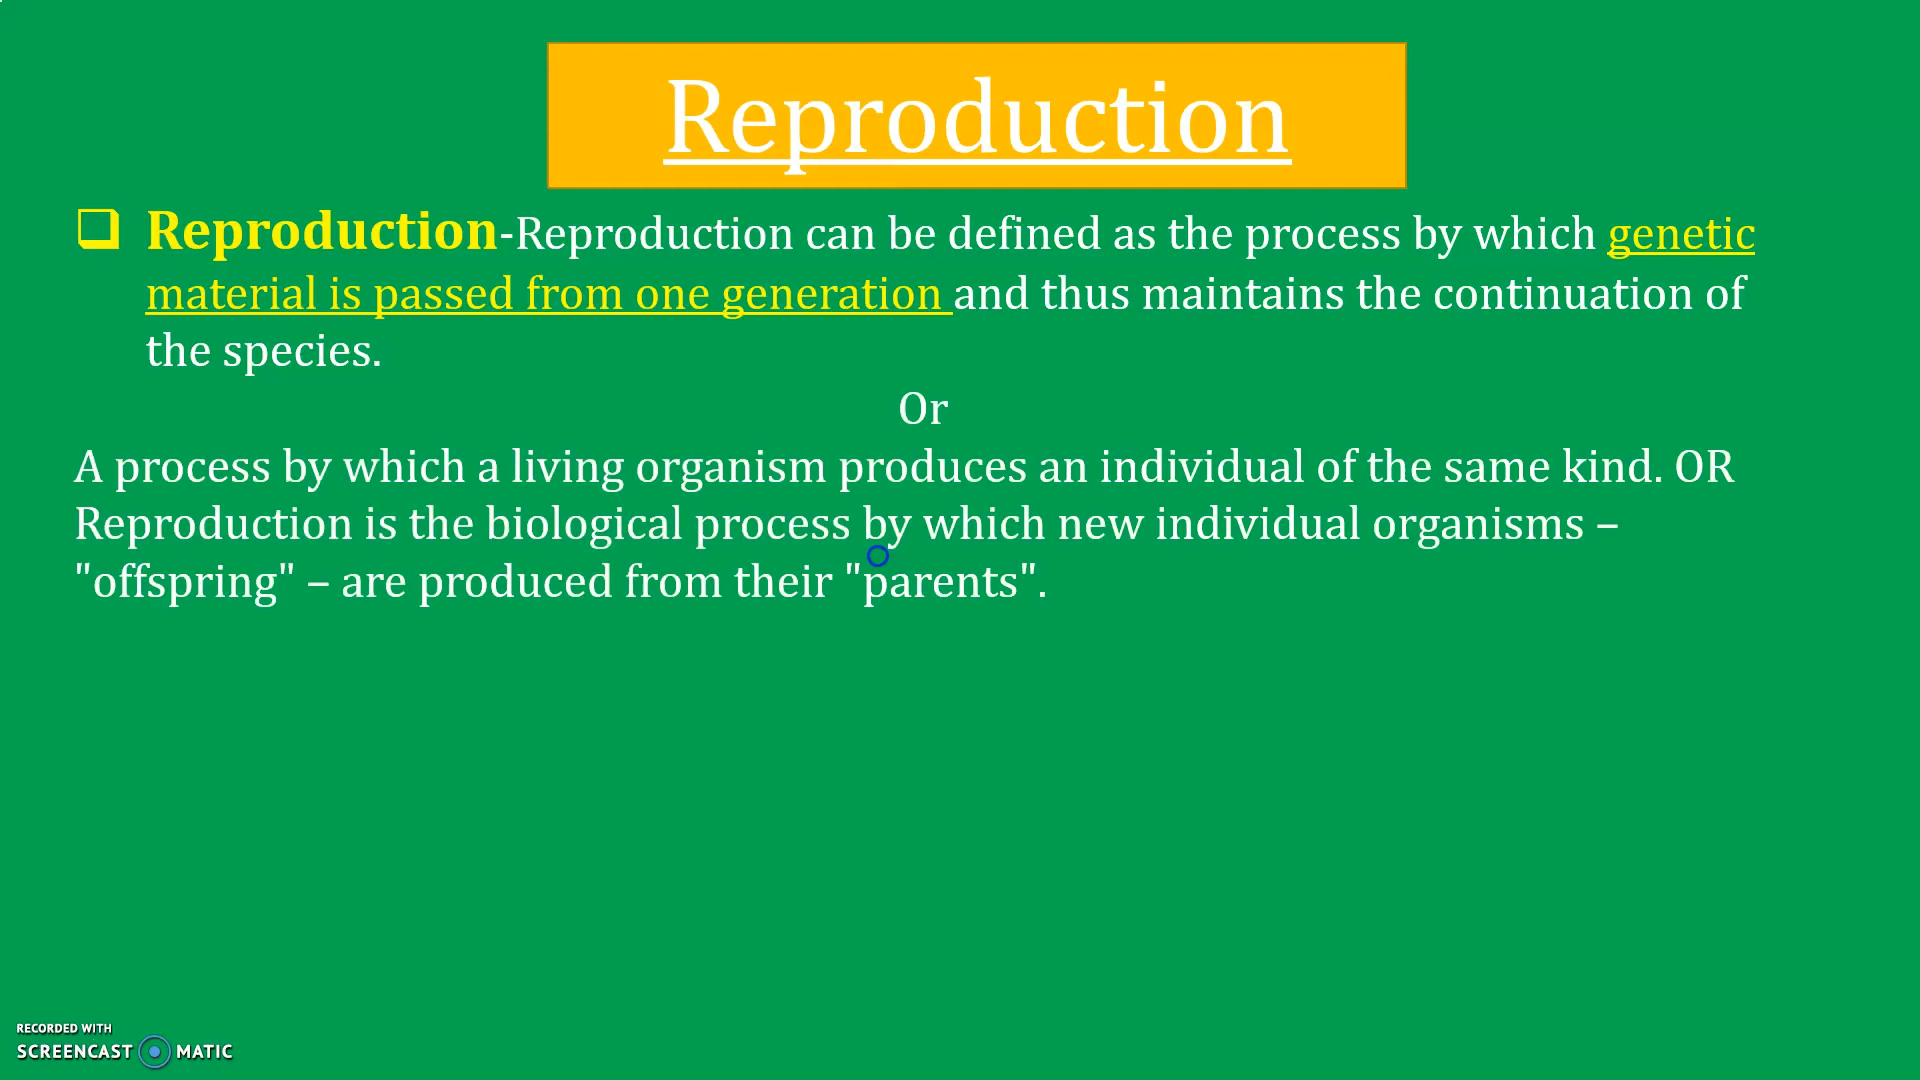 Reproduction
❑ Reproduction-Reproduction can be defined as the process by which genetic
material is passed from one generation and thus maintains the continuation of
the species.
Or
A process by which a living organism produces an individual of the same kind. OR
Reproduction is the biological process by which new individual organisms –
"offspring" – are produced from their "parents".
RECORDED WITH
SCREENCAST MATIC